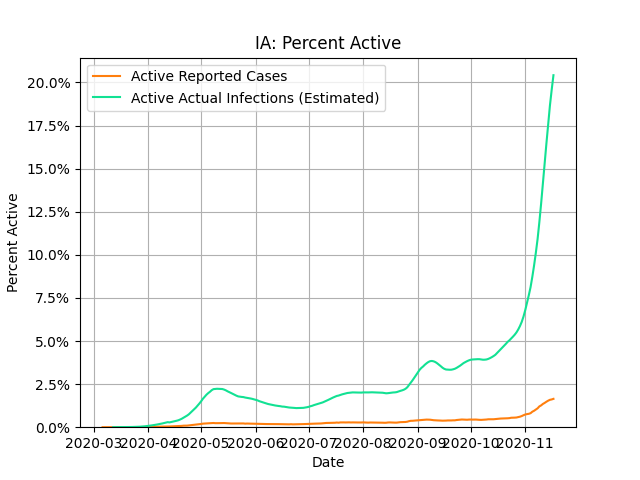 IA: Percent Active
Active Reported Cases
Active Actual Infections (Estimated)
Percent Active
20.0%
17.5%
15.0%
12.5%
10.0%
7.5%
5.0%
2.5%
0.0%
2020-03 2020-04 2020-05 2020-06 2020-07 2020-08 2020-09 2020-10 2020-11
Date